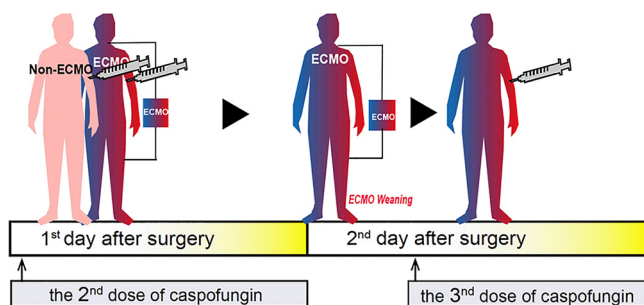 Non-ECMO
ECMO
ECMO
ECMO
ECMO
ECMO Weaning
1st day after surgery
2nd day after surgery
the 2nd dose of caspofungin
the 3rd dose of caspofungin